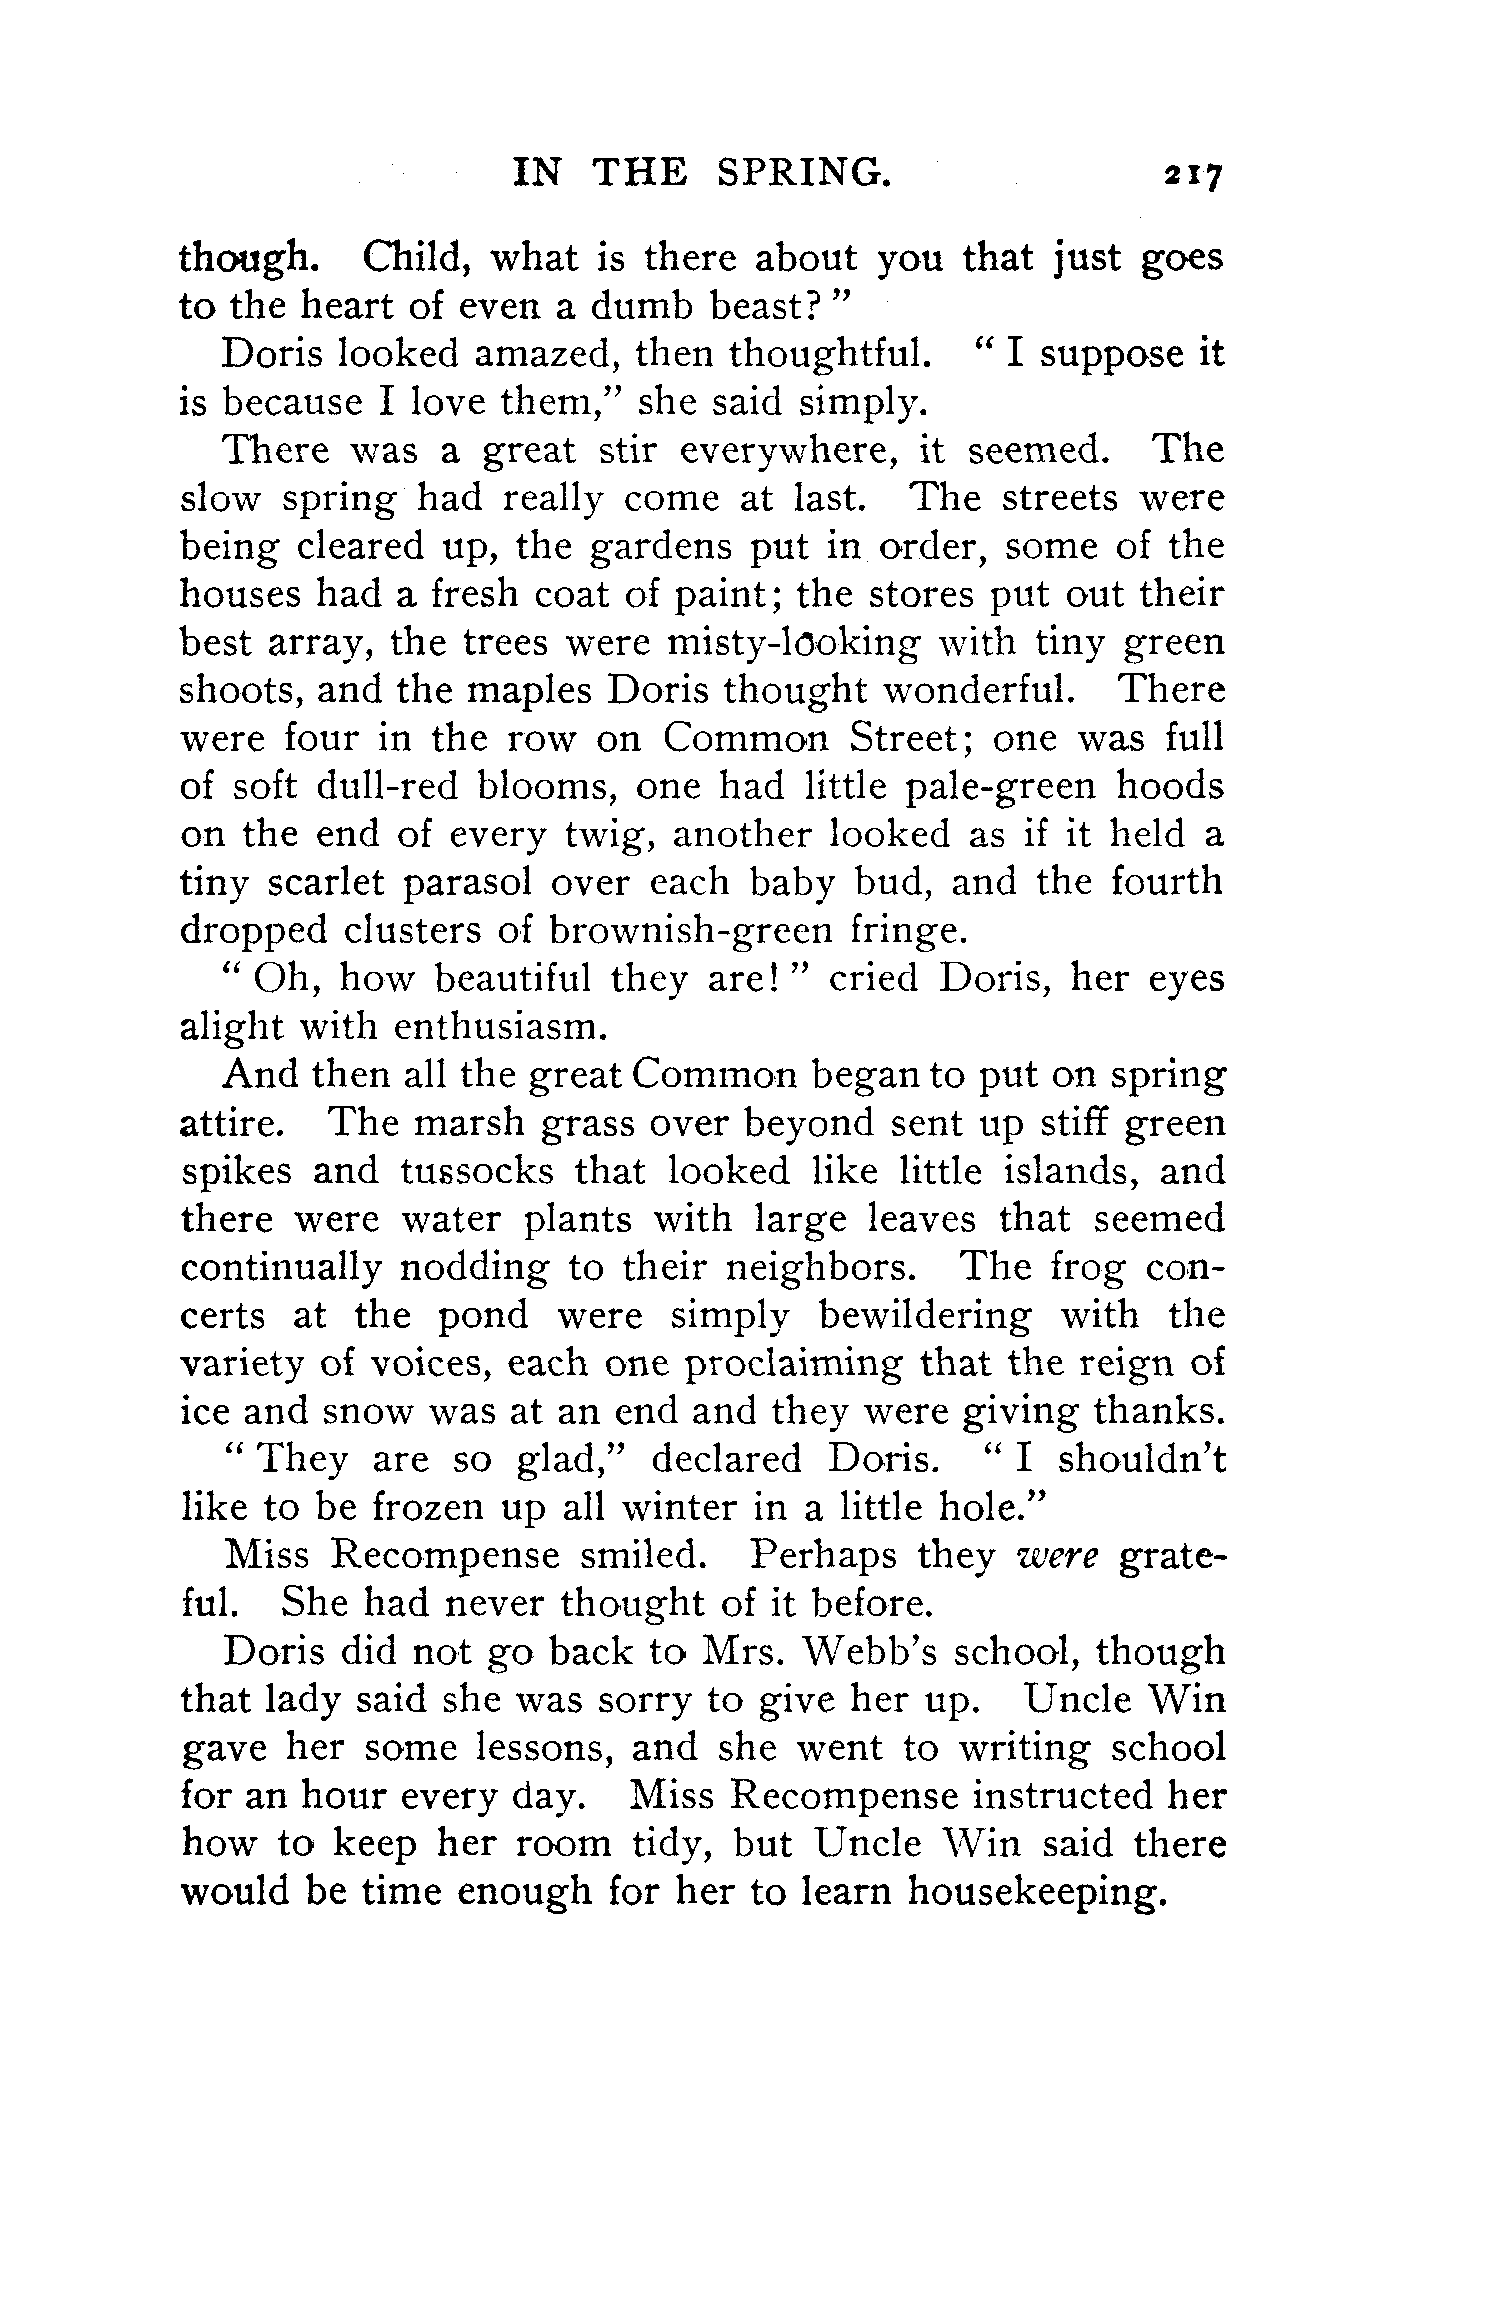 IN THE SPRING. 217
though. Child, what is there about you that just goes
to the heart of even a dumb beast? "
Doris looked amazed, then thoughtful. " I suppose it
is because I love them," she said simply.
There was a great stir everywhere, it seemed. The
slow spring had really come at last. The streets were
being cleared up, the gardens put in order, some of the
houses had a fresh coat of paint; the stores put out their
best array, the trees were misty-looking with tiny green
shoots, and the maples Doris thought wonderful. There
were four in the row on Common Street; one was full
of soft dull-red blooms, one had little pale-green hoods
on the end of every twig, another looked as if it held a
tiny scarlet parasol over each baby bud, and the fourth
dropped clusters of brownish-green fringe.
" Oh, how beautiful they are! " cried Doris, her eyes
alight with enthusiasm.
And then all the great Common began to put on spring
attire. The marsh grass over beyond sent up stiff green
spikes and tussocks that looked like little islands, and
there were water plants with large leaves that seemed
continually nodding to their neighbors. The frog con-
certs at the pond were simply bewildering with the
variety of voices, each one proclaiming that the reign of
ice and snow was at an end and they were giving thanks.
" They are so glad," declared Doris. " I shouldn't
like to be frozen up all winter in a little hole."
Miss Recompense smiled. Perhaps they were grate-
ful. She had never thought of it before.
Doris did not go back to Mrs. Webb's school, though
that lady said she was sorry to give her up. Uncle Win
gave her some lessons, and she went to writing school
for an hour every day. Miss Recompense instructed her
how to keep her room tidy, but Uncle Win said there
would be time enough for her to learn housekeeping.